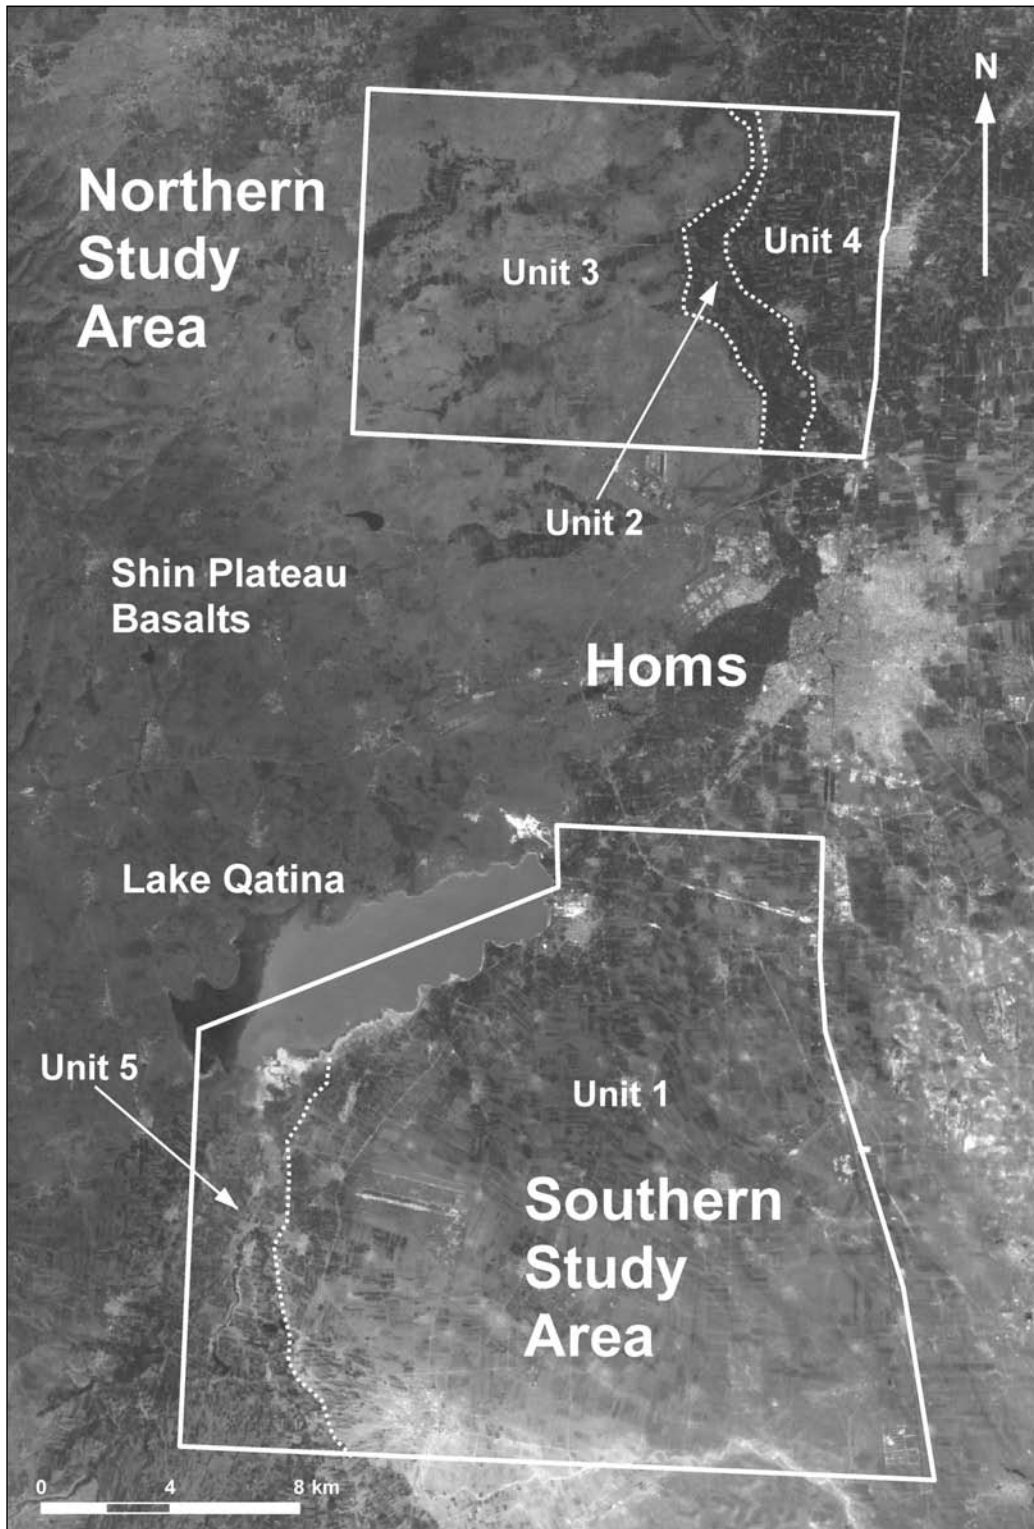 N
Northern
Study
Area
Unit 3
Unit 4
Unit 2
Shin Plateau
Basalts
Homs
Lake Qatina
Unit 5
Unit 1
Southern
Study
Area
0 4 8 km